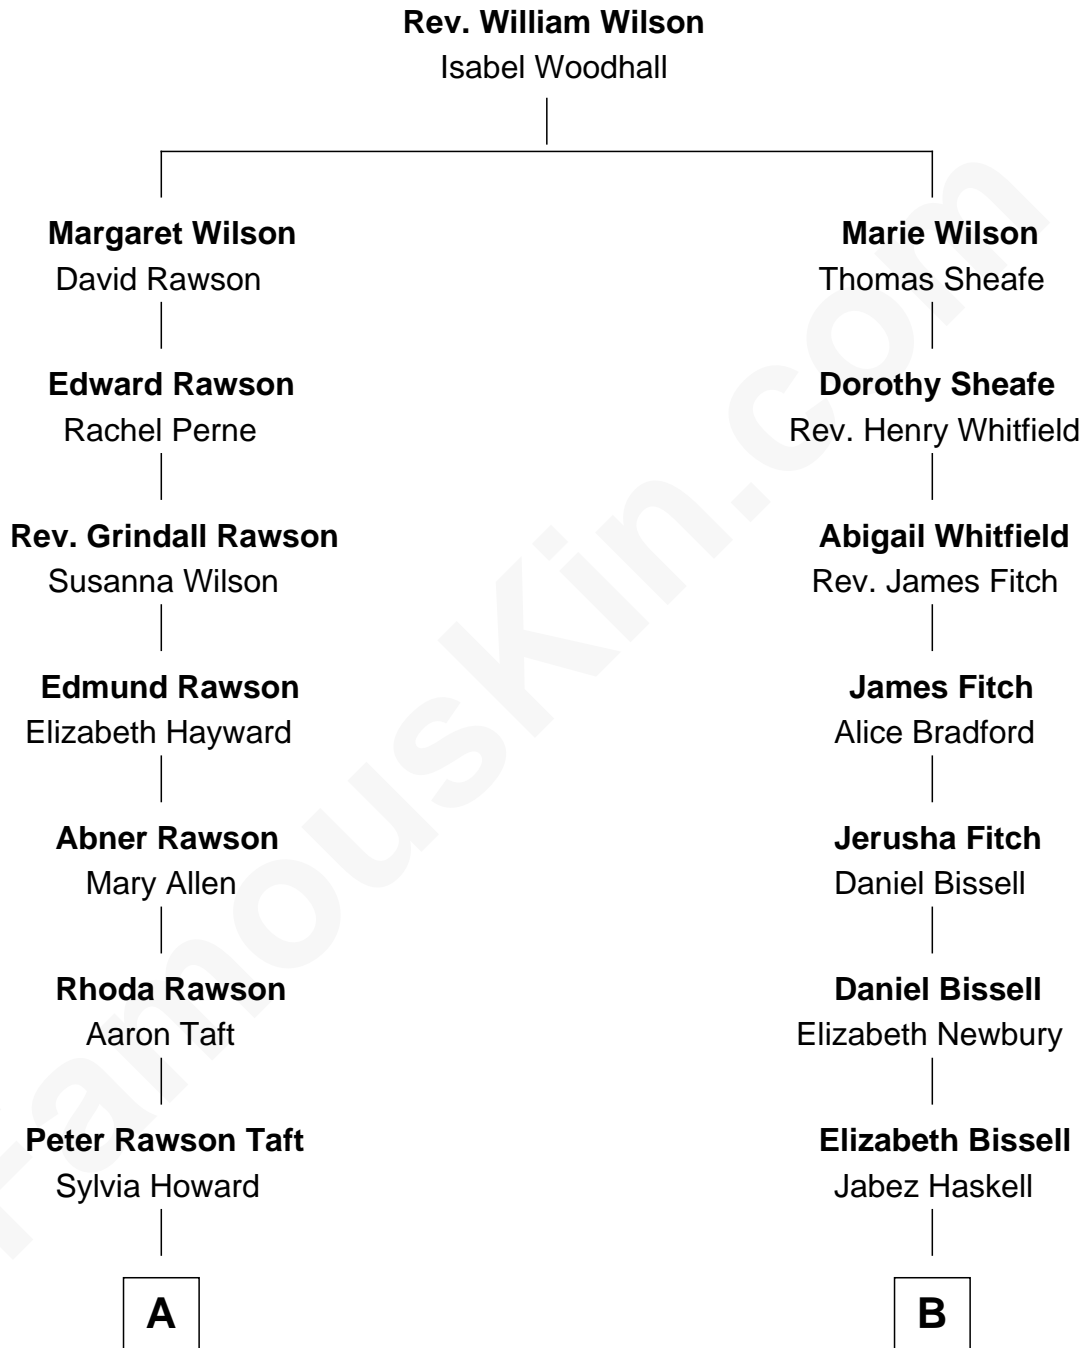 Rev. William Wilson
Isabel Woodhall
Margaret Wilson
David Rawson
Marie Wilson
Thomas Sheafe
Edward Rawson
Rachel Perne
Dorothy Sheafe
Rev. Henry Whitfield
Rev. Grindall Rawson
Susanna Wilson
Abigail Whitfield
Rev. James Fitch
Edmund Rawson
Elizabeth Hayward
James Fitch
Alice Bradford
Abner Rawson
Mary Allen
Jerusha Fitch
Daniel Bissell
Rhoda Rawson
Aaron Taft
Daniel Bissell
Elizabeth Newbury
Peter Rawson Taft
Sylvia Howard
Elizabeth Bissell
Jabez Haskell
A
B
FamousKin.com